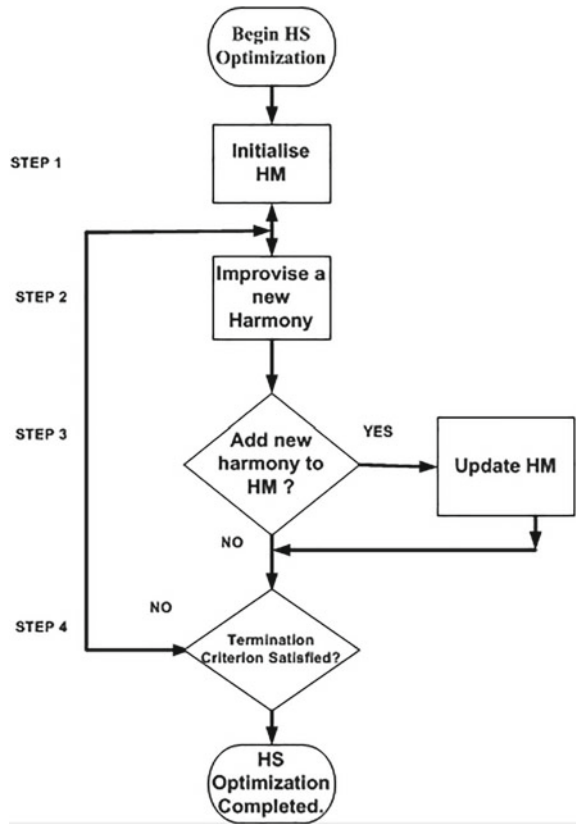 Begin HS
Optimization
STEP 1
Initialise
HM
STEP 2
Improvise a
new
Harmony
STEP 3
Add new
harmony to
HM ?
YES
Update HM
NO
STEP 4
NO
Termination
Criterion Satisfied?
HS
Optimization
Completed.